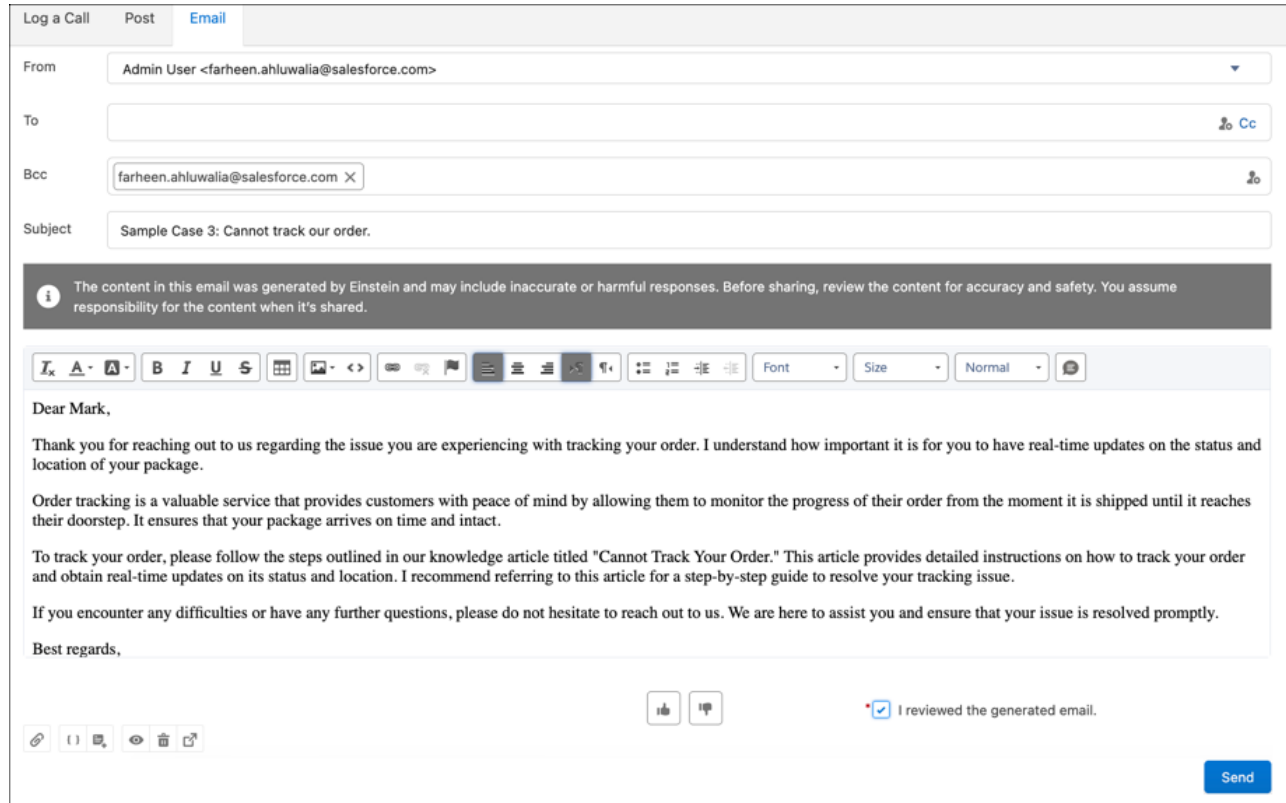 Log a Call Post Email
From Admin User <farheen.ahluwalia@salesforce.com>
To Cc
Bcc farheen.ahluwalia@salesforce.com
Subject Sample Case 3: Cannot track our order.
The content in this email was generated by Einstein and may include inaccurate or harmful responses. Before sharing, review the content for accuracy and safety. You assume
responsibility for the content when it's shared.
Font Size Normal
Dear Mark,
Thank you for reaching out to us regarding the issue you are experiencing with tracking your order. I understand how important it is for you to have real-time updates on the status and
location of your package.
Order tracking is a valuable service that provides customers with peace of mind by allowing them to monitor the progress of their order from the moment it is shipped until it reaches
their doorstep. It ensures that your package arrives on time and intact.
To track your order, please follow the steps outlined in our knowledge article titled "Cannot Track Your Order." This article provides detailed instructions on how to track your order
and obtain real-time updates on its status and location. I recommend referring to this article for a step-by-step guide to resolve your tracking issue.
If you encounter any difficulties or have any further questions, please do not hesitate to reach out to us. We are here to assist you and ensure that your issue is resolved promptly.
Best regards,
* I reviewed the generated email.
Send